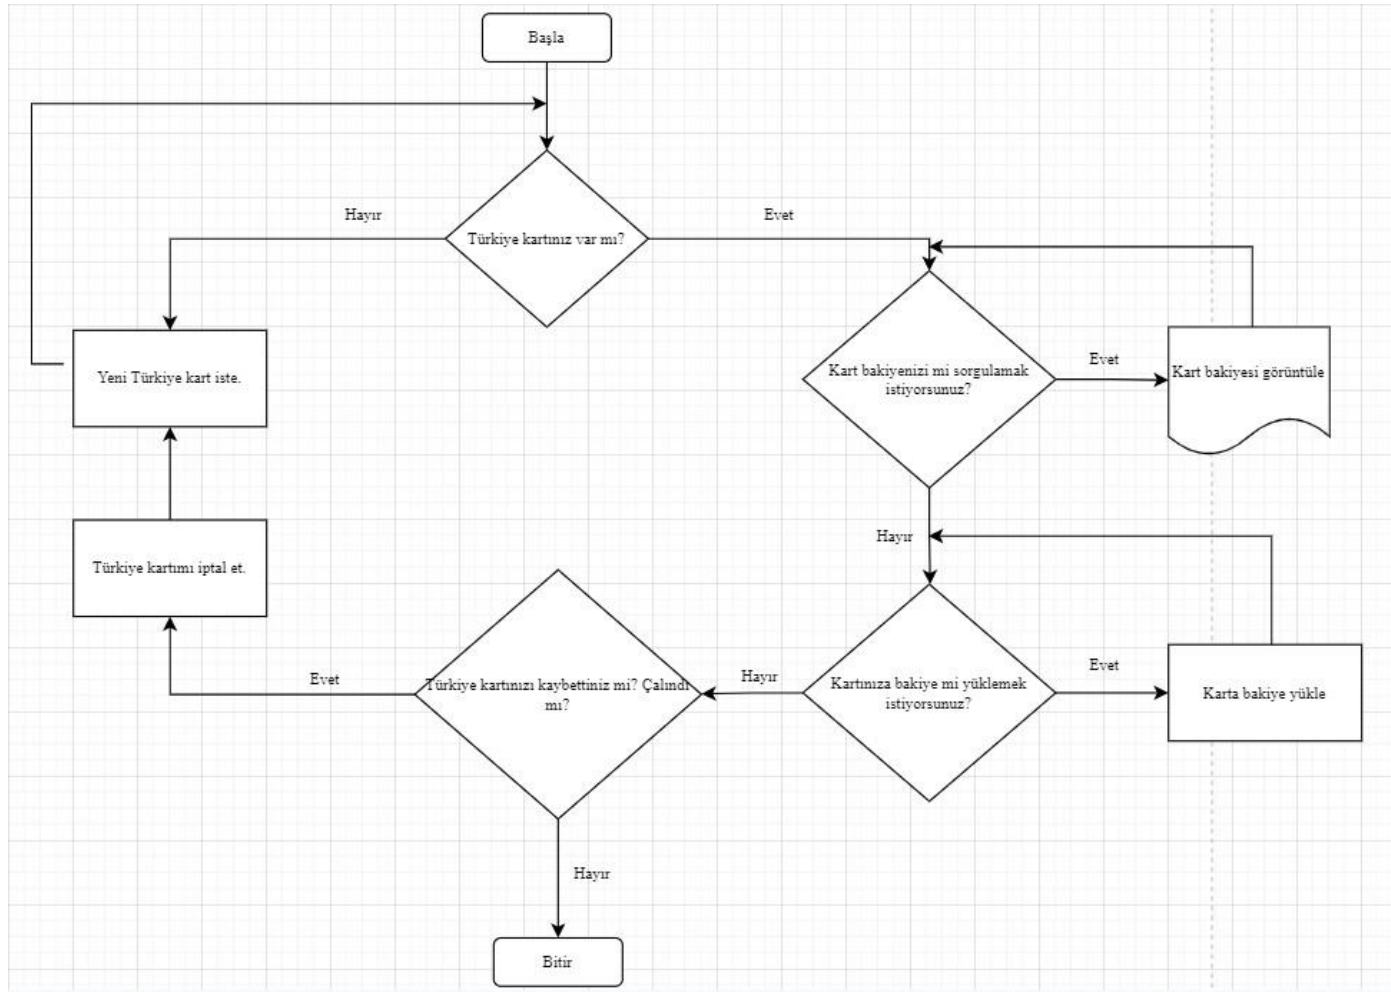 Başla
Hayır
Evet
Türkiye kartınız var mı?
Yeni Türkiye kart iste.
Kart bakiyenizi mi sorgulamak
istiyorsunuz?
Evet
Kart bakiyesi görüntüle
Hayır
Türkiye kartımı iptal et.
Evet
Türkiye kartınızı kaybettiniz mi? Çalındı
mı?
Hayır
Kartınıza bakiye mi yüklemek
istiyorsunuz?
Evet
Karta bakiye yükle
Hayır
Bitir